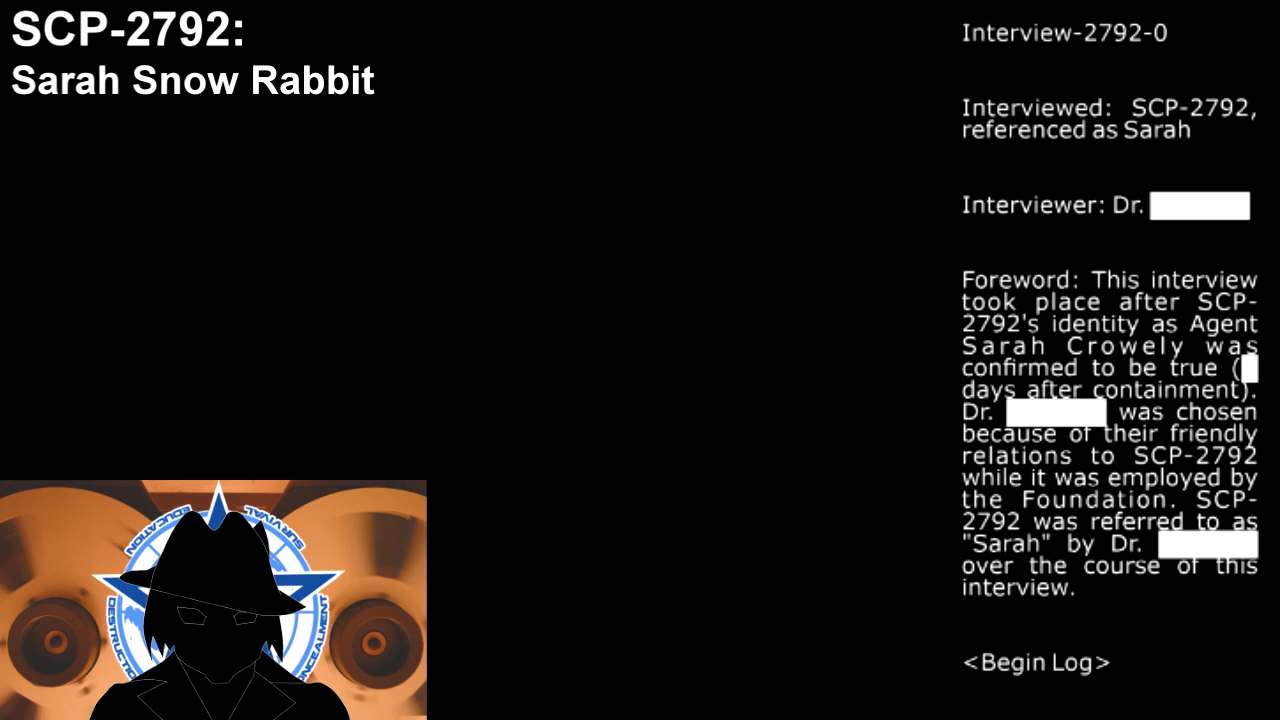 SCP-2792:
Sarah Snow Rabbit
Interview-2792-0
Interviewed: SCP-2792,
referenced as Sarah
Interviewer: Dr.
Foreword: This interview
took place after SCP-
2792's identity as Agent
Sarah Crowely was
confirmed to be true (
days after containment).
Dr. was chosen
because of their friendly
relations to SCP-2792
while it was employed by
the Foundation. SCP-
2792 was referred to as
"Sarah" by Dr.
over the course of this
interview.
<Begin Log>
EDUCATION
SURVIVAL